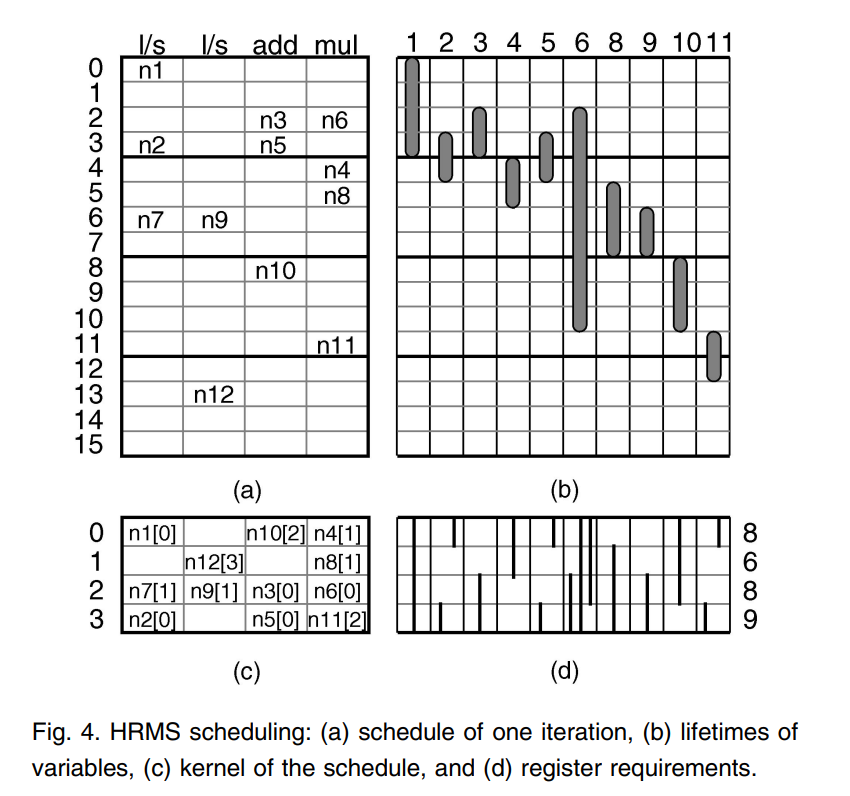 l/s l/s add mul 1 2 3 4 5 6 8 9 10 11
0 n1
1
2 n3 n6
3 n2 n5
4 n4
5 n8
6 n7 n9
7
8 n10
9
10
11 n11
12
13 n12
14
15
(a) (b)
0 n1[0] n10[2] n4[1] 8
1 n12[3] n8[1] 6
2 n7[1] n9[1] n3[0] n6[0] 8
3 n2[0] n5[0] n11[2] 9
(c) (d)
Fig. 4. HRMS scheduling: (a) schedule of one iteration, (b) lifetimes of
variables, (c) kernel of the schedule, and (d) register requirements.